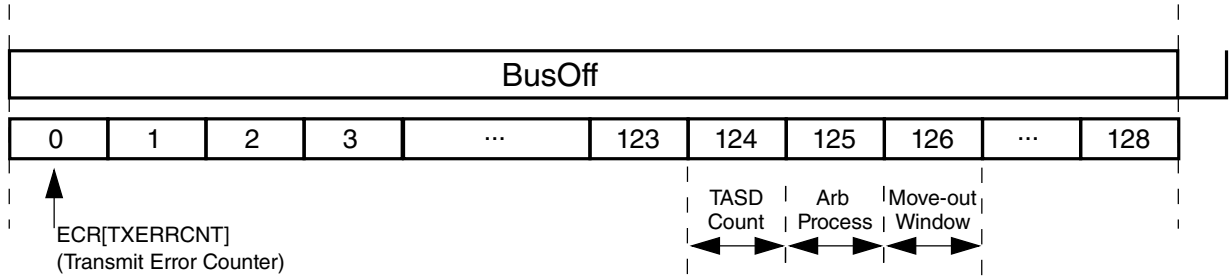 BusOff
0 1 2 3 ... 123 124 125 126 ... 128
TASD Arb Move-out
Count Process Window
ECR[TXERRCNT]
(Transmit Error Counter)